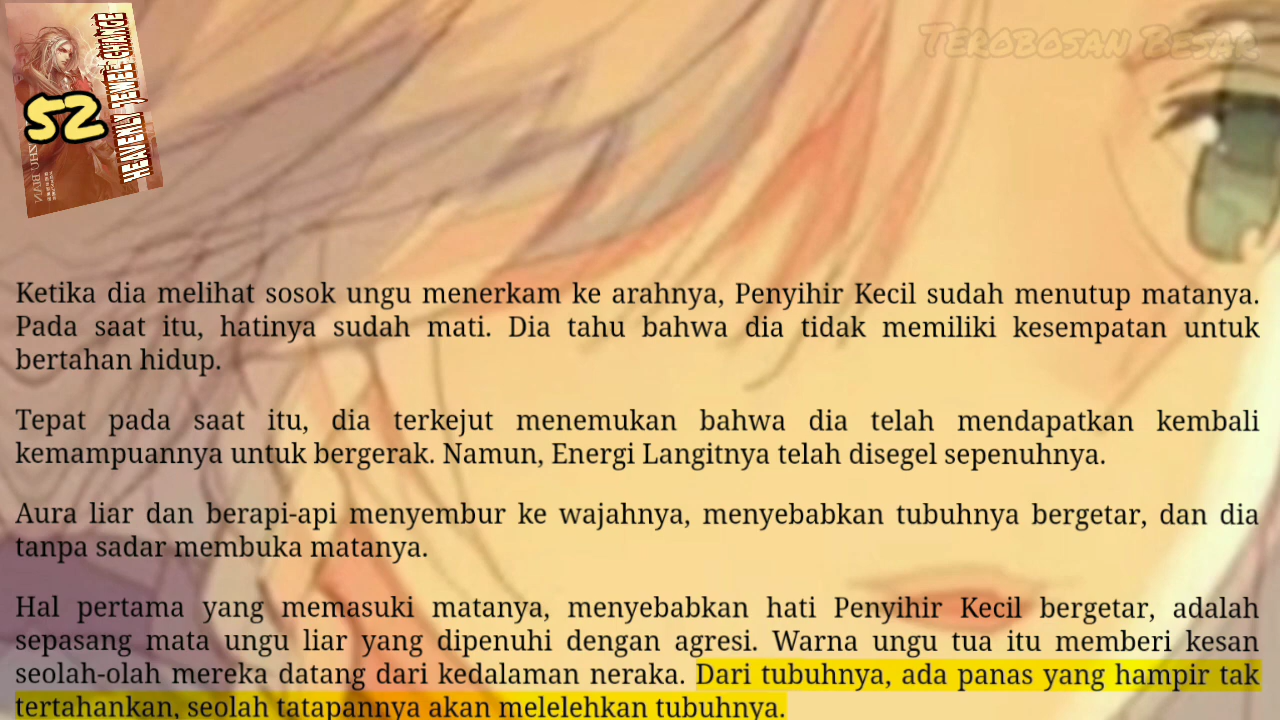 HEAVENLY JEWEL CHANGE
52
Terobosan Besar
Ketika dia melihat sosok ungu menerkam ke arahnya, Penyihir Kecil sudah menutup matanya.
Pada saat itu, hatinya sudah mati. Dia tahu bahwa dia tidak memiliki kesempatan untuk
bertahan hidup.
Tepat pada saat itu, dia terkejut menemukan bahwa dia telah mendapatkan kembali
kemampuannya untuk bergerak. Namun, Energi Langitnya telah disegel sepenuhnya.
Aura liar dan berapi-api menyembur ke wajahnya, menyebabkan tubuhnya bergetar, dan dia
tanpa sadar membuka matanya.
Hal pertama yang memasuki matanya, menyebabkan hati Penyihir Kecil bergetar, adalah
sepasang mata ungu liar yang dipenuhi dengan agresi. Warna ungu tua itu memberi kesan
seolah-olah mereka datang dari kedalaman neraka. Dari tubuhnya, ada panas yang hampir tak
tertahankan, seolah tatapannya akan melelehkan tubuhnya.